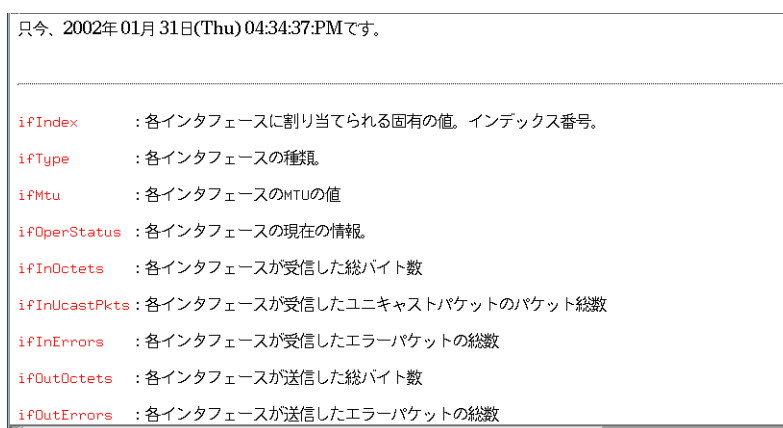 只今、2002年01月31日(Thu) 04:34:37:PMです。
ifIndex ：各インタフェースに割り当てられる固有の値。インデックス番号。
ifType ：各インタフェースの種類。
ifMtu ：各インタフェースのMTUの値
ifOperStatus ：各インタフェースの現在の情報。
ifInOctets ：各インタフェースが受信した総バイト数
ifInUcastPkts：各インタフェースが受信したユニキャストパケットのパケット総数
ifInErrors ：各インタフェースが受信したエラーパケットの総数
ifOutOctets ：各インタフェースが送信した総バイト数
ifOutErrors ：各インタフェースが送信したエラーパケットの総数